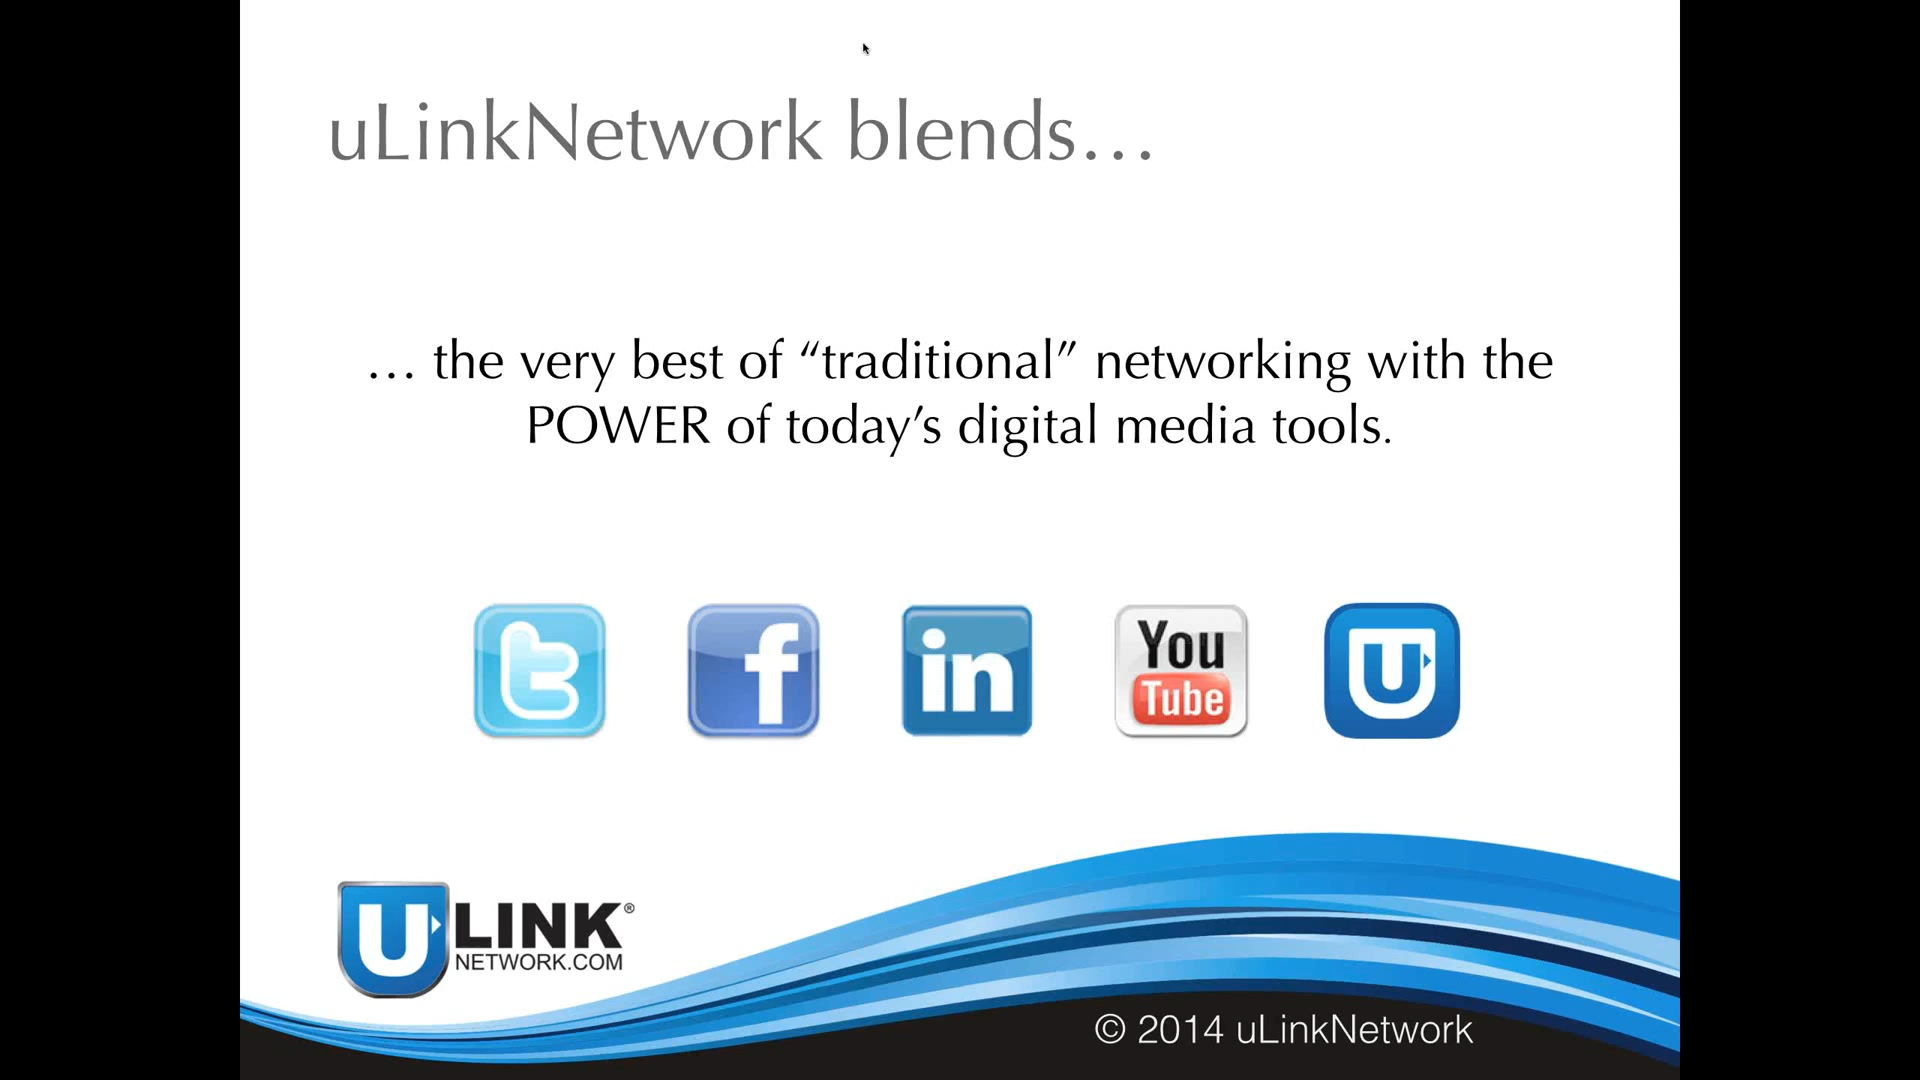 uLinkNetwork blends…
… the very best of “traditional” networking with the
POWER of today’s digital media tools.
t
f
in
You
Tube
U
U LINK®
NETWORK.COM
© 2014 uLinkNetwork